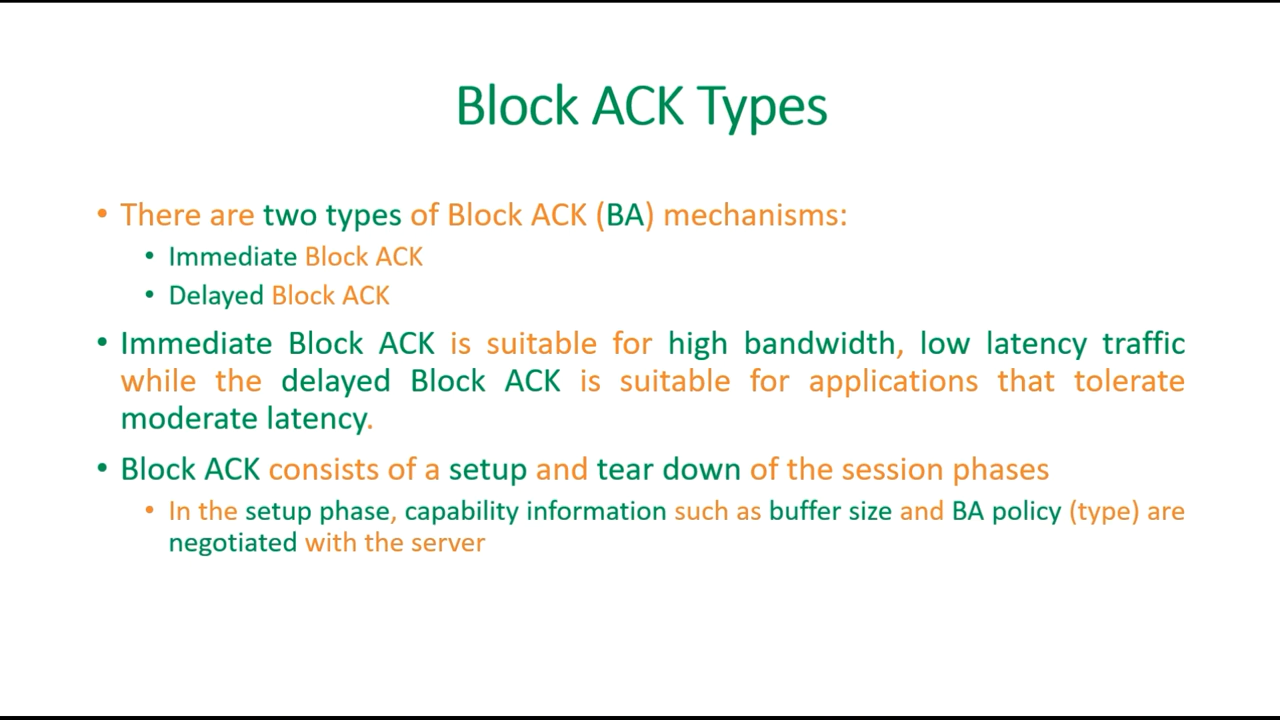 Block ACK Types
• There are two types of Block ACK (BA) mechanisms:
• Immediate Block ACK
• Delayed Block ACK
• Immediate Block ACK is suitable for high bandwidth, low latency traffic
while the delayed Block ACK is suitable for applications that tolerate
moderate latency.
• Block ACK consists of a setup and tear down of the session phases
• In the setup phase, capability information such as buffer size and BA policy (type) are
negotiated with the server